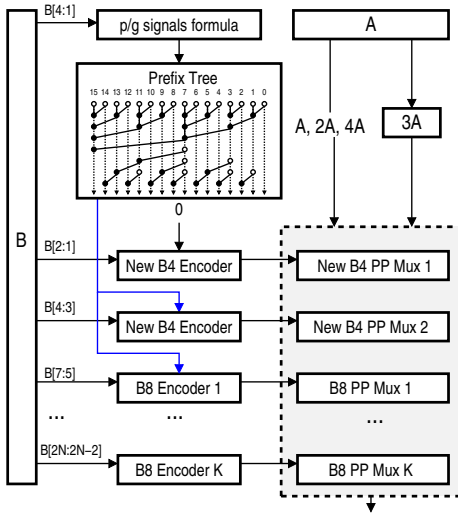 B[4:1]
p/g signals formula
A
Prefix Tree
15 14 13 12 11 10 9 8 7 6 5 4 3 2 1 0
A, 2A, 4A
3A
0
B
B[2:1]
New B4 Encoder
New B4 PP Mux 1
B[4:3]
New B4 Encoder
New B4 PP Mux 2
B[7:5]
B8 Encoder 1
B8 PP Mux 1
...
...
...
B[2N:2N−2]
B8 Encoder K
B8 PP Mux K